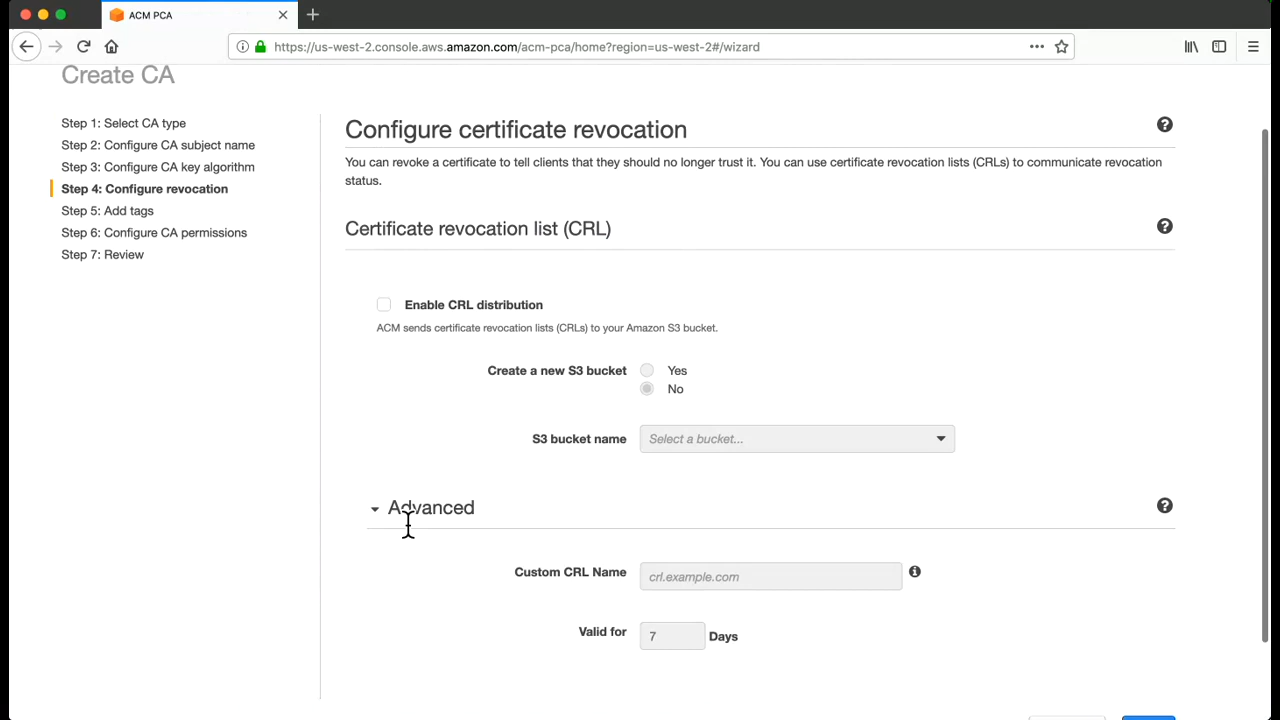 ACM PCA
https://us-west-2.console.aws.amazon.com/acm-pca/home?region=us-west-2#/wizard
Create CA
Step 1: Select CA type
Step 2: Configure CA subject name
Step 3: Configure CA key algorithm
Step 4: Configure revocation
Step 5: Add tags
Step 6: Configure CA permissions
Step 7: Review
Configure certificate revocation
You can revoke a certificate to tell clients that they should no longer trust it. You can use certificate revocation lists (CRLs) to communicate revocation
status.
Certificate revocation list (CRL)
Enable CRL distribution
ACM sends certificate revocation lists (CRLs) to your Amazon S3 bucket.
Create a new S3 bucket Yes
No
S3 bucket name Select a bucket...
Advanced
Custom CRL Name crl.example.com
Valid for 7 Days